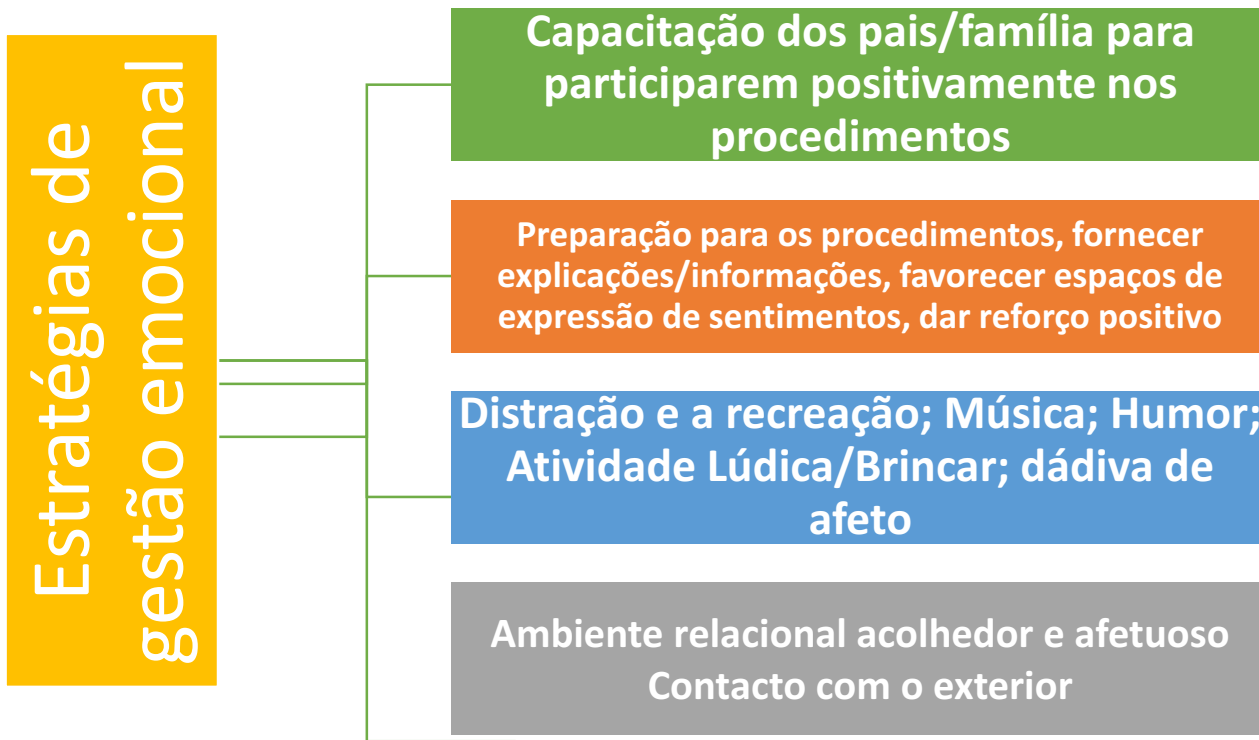 Estratégias de
gestão emocional
Capacitação dos pais/família para
participarem positivamente nos
procedimentos
Preparação para os procedimentos, fornecer
explicações/informações, favorecer espaços de
expressão de sentimentos, dar reforço positivo
Distração e a recreação; Música; Humor;
Atividade Lúdica/Brincar; dádiva de
afeto
Ambiente relacional acolhedor e afetuoso
Contacto com o exterior